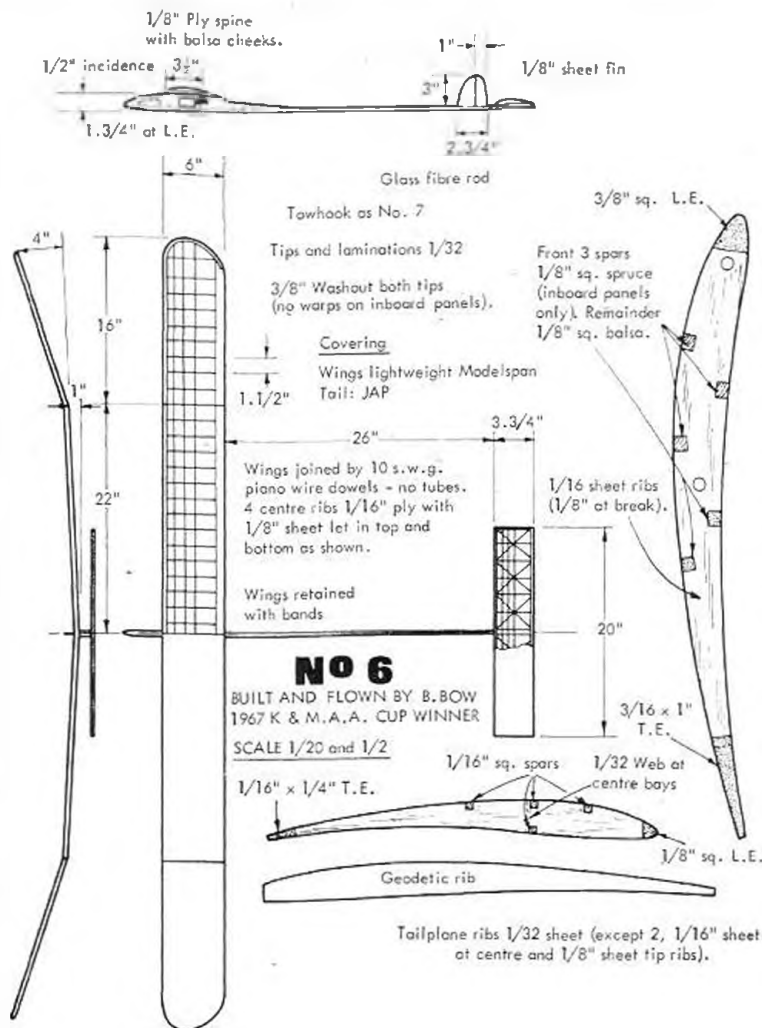 1/8" Ply spine
with balsa cheeks.
1/2" incidence
3½"
1"
1/8" sheet fin
3"
1.3/4" at L.E.
2.3/4"
6"
Glass fibre rod
Towhook as No. 7
3/8" sq. L.E.
4"
Tips and laminations 1/32
Front 3 spars
1/8" sq. spruce
(inboard panels
only). Remainder
1/8" sq. balsa.
3/8" Washout both tips
(no warps on inboard panels).
16"
Covering
Wings lightweight Modelspan
Tail: JAP
1.1/2"
1"
26"
3.3/4"
22"
Wings joined by 10 s.w.g.
piano wire dowels - no tubes.
4 centre ribs 1/16" ply with
1/8" sheet let in top and
bottom as shown.
1/16 sheet ribs
(1/8" at break).
Wings retained
with bands
20"
No 6
BUILT AND FLOWN BY B.BOW
1967 K & M.A.A. CUP WINNER
SCALE 1/20 and 1/2
3/16 x 1"
T.E.
1/16" sq. spars
1/32 Web at
centre bays
1/16" x 1/4" T.E.
1/8" sq. L.E.
Geodetic rib
Tailplane ribs 1/32 sheet (except 2, 1/16" sheet
at centre and 1/8" sheet tip ribs).